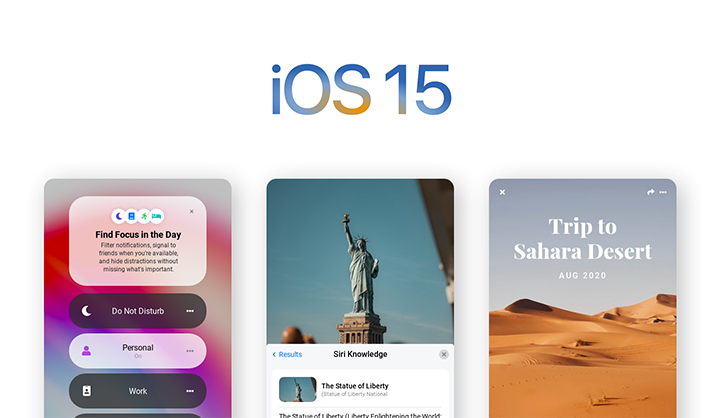 iOS 15
Find Focus in the Day
Filter notifications, signal to
friends when you're available,
and hide distractions without
missing what's important.
Do Not Disturb
Personal
On
Work
Results
Siri Knowledge
The Statue of Liberty
(Statue of Liberty National
The Statue of Liberty (Liberty Enlightening the World;
Trip to
Sahara Desert
AUG 2020